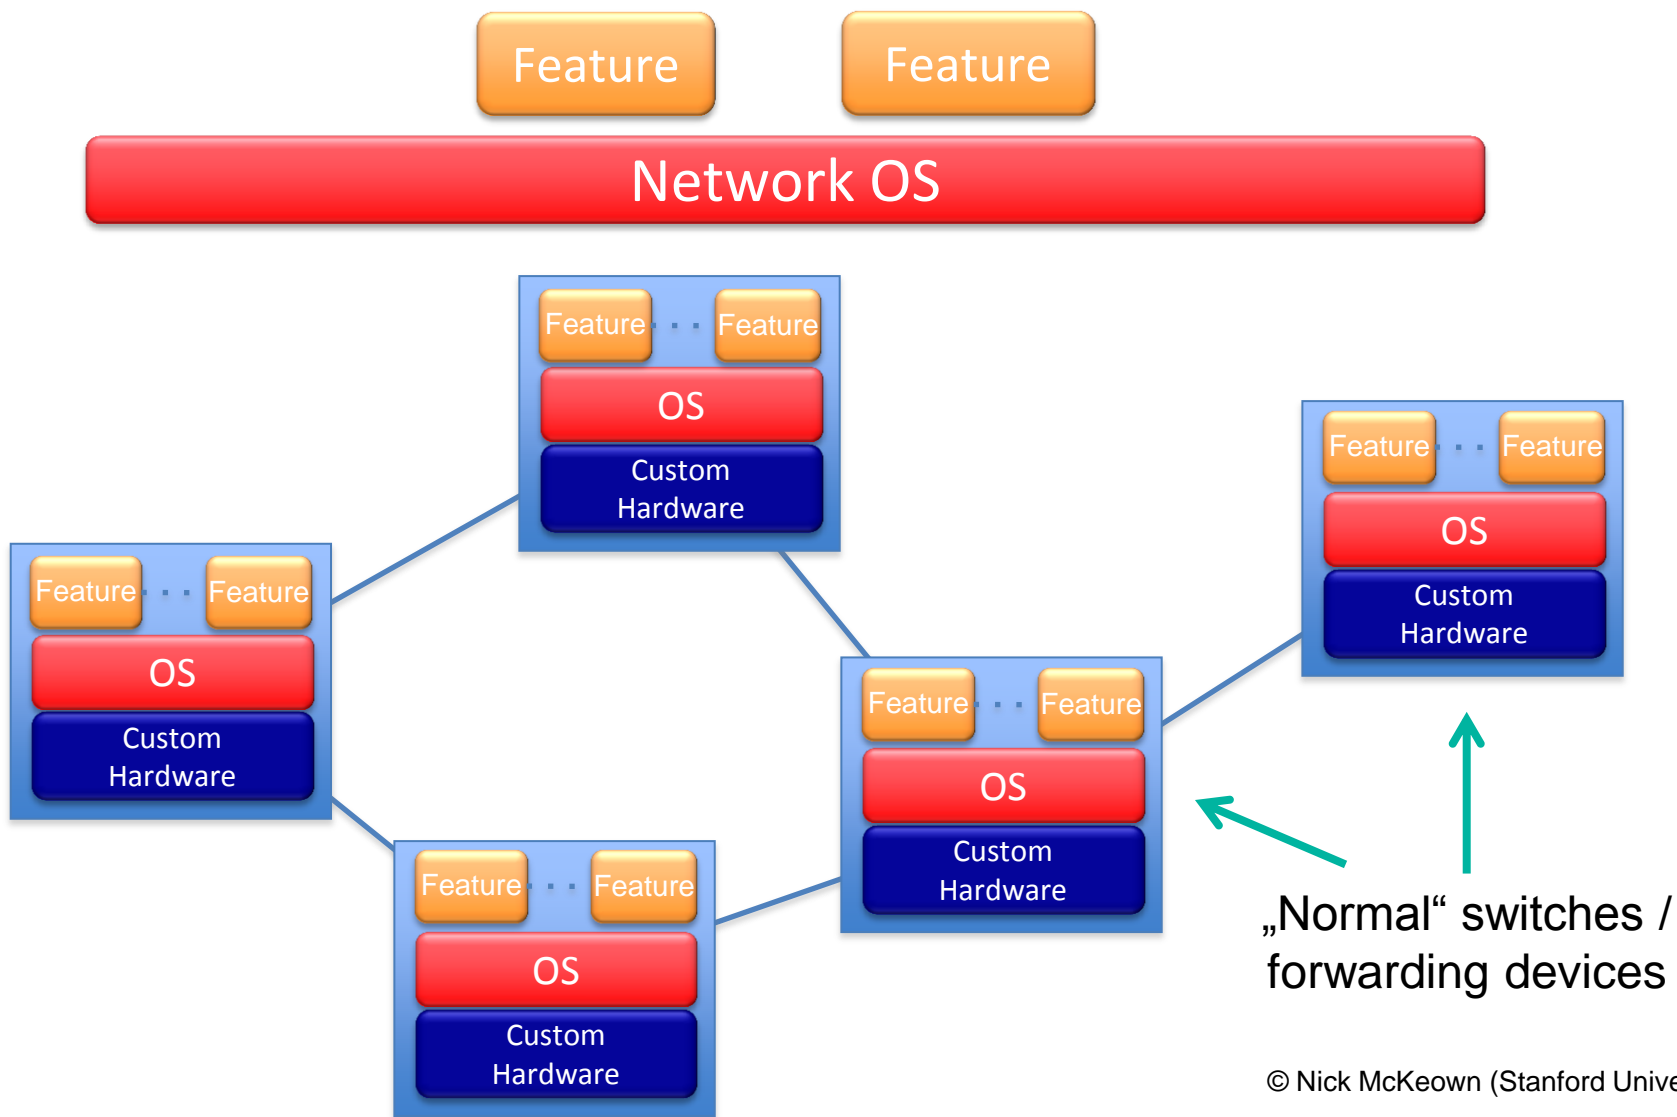 Feature Feature
Network OS
Feature . . . Feature
OS
Custom
Hardware
Feature . . . Feature
OS
Custom
Hardware
Feature . . . Feature
OS
Custom
Hardware
Feature . . . Feature
OS
Custom
Hardware
Feature . . . Feature
OS
Custom
Hardware
„Normal“ switches /
forwarding devices
© Nick McKeown (Stanford Unive